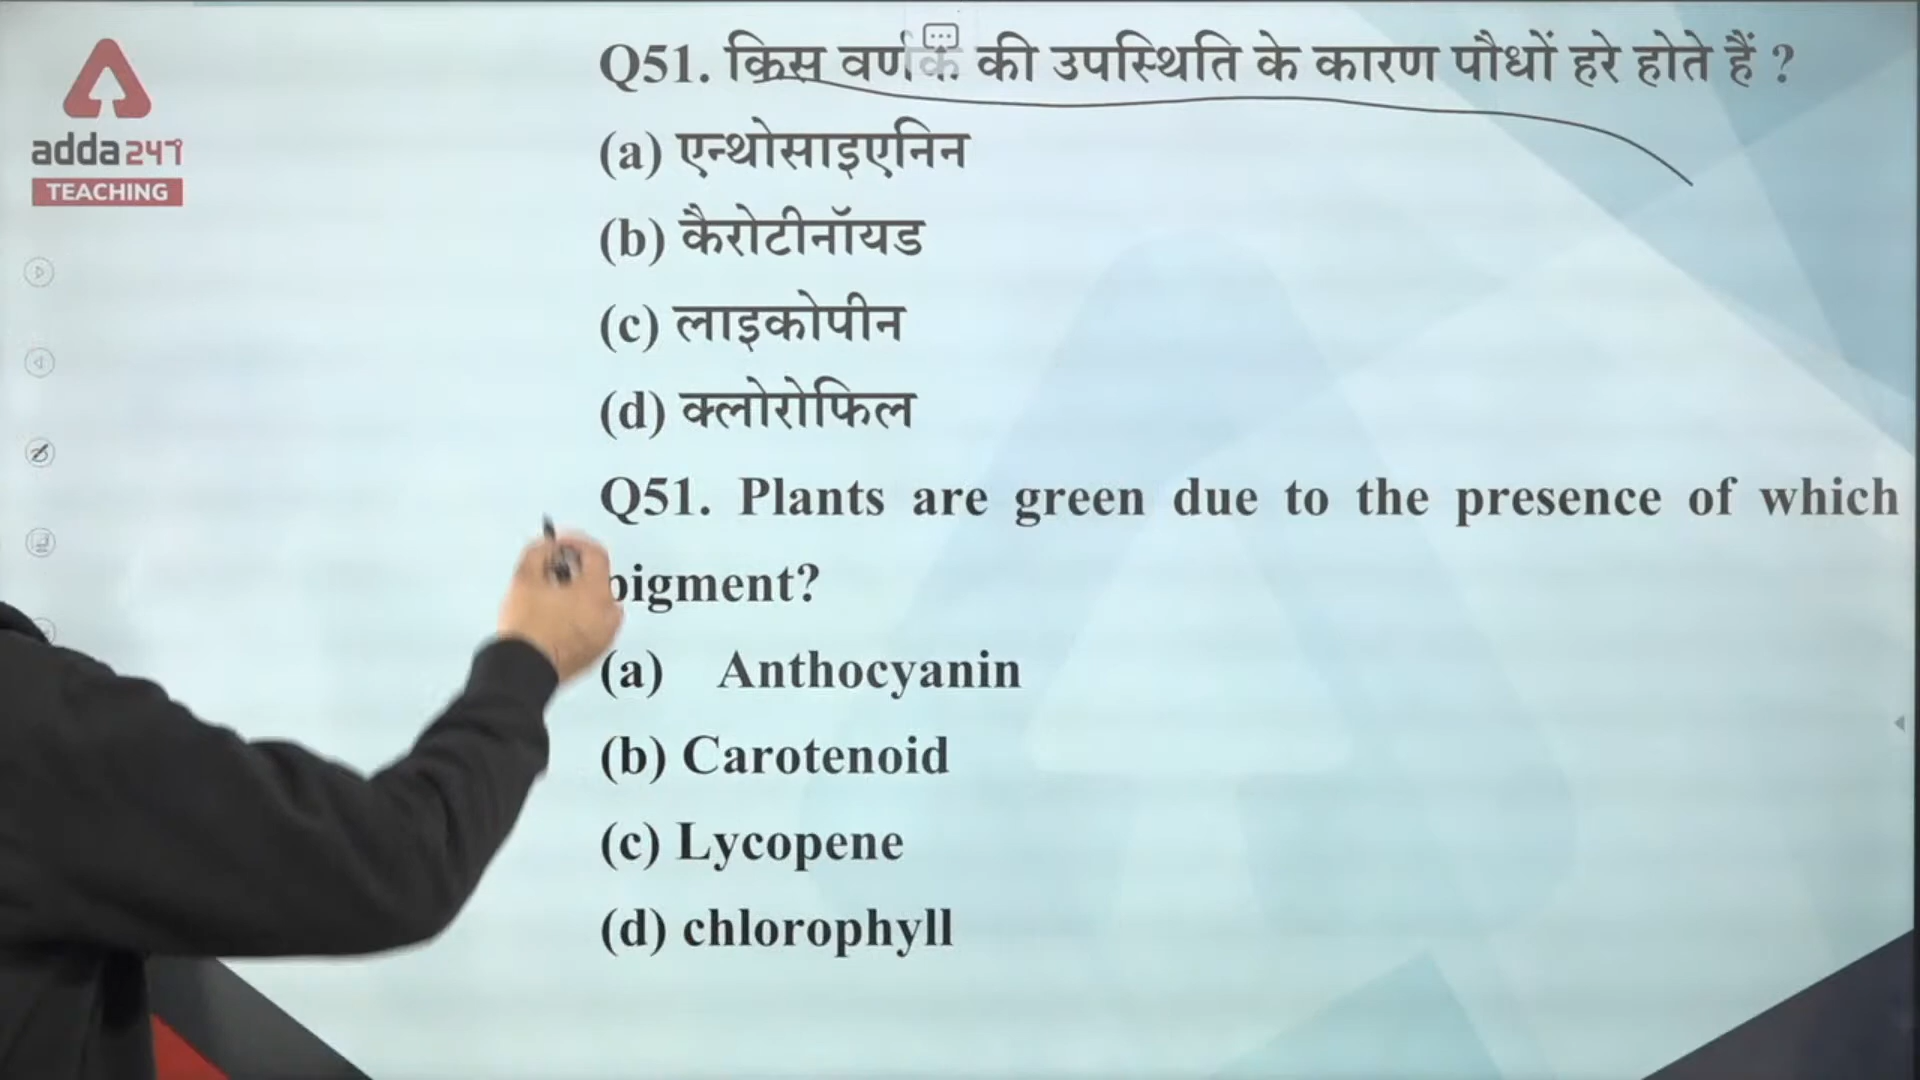 adda247
TEACHING
Q51. किस वर्णक की उपस्थिति के कारण पौधों हरे होते हैं ?
(a) एन्थोसाइएनिन
(b) कैरोटीनॉयड
(c) लाइकोपीन
(d) क्लोरोफिल
Q51. Plants are green due to the presence of which
pigment?
(a) Anthocyanin
(b) Carotenoid
(c) Lycopene
(d) chlorophyll